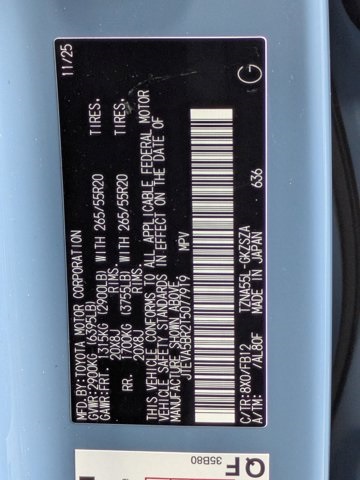 MFD.BY:TOYOTA MOTOR CORPORATION 11/25
GVWR:2900KG (6395LB)
GAWR:FRT. 1315KG (2900LB) WITH 265/55R20 TIRES.
20X8J RIMS.
RR. 1700KG (3755LB) WITH 265/55R20 TIRES.
20X8J RIMS.
THIS VEHICLE CONFORMS TO ALL APPLICABLE FEDERAL MOTOR
VEHICLE SAFETY STANDARDS IN EFFECT ON THE DATE OF
MANUFACTURE SHOWN ABOVE.
JTEVA5BR2T5077919 MPV
C/TR:8X0/FB12 TZNA55L-GKZSZA G
A/TM: /AL80F MADE IN JAPAN 636
QF
35B80